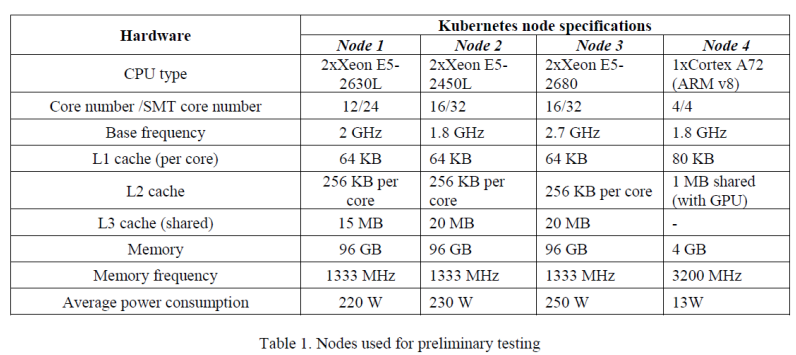 Hardware
Kubernetes node specifications
Node 1 Node 2 Node 3 Node 4
CPU type 2xXeon E5-2630L 2xXeon E5-2450L 2xXeon E5-2680 1xCortex A72 (ARM v8)
Core number /SMT core number 12/24 16/32 16/32 4/4
Base frequency 2 GHz 1.8 GHz 2.7 GHz 1.8 GHz
L1 cache (per core) 64 KB 64 KB 64 KB 80 KB
L2 cache 256 KB per core 256 KB per core 256 KB per core 1 MB shared (with GPU)
L3 cache (shared) 15 MB 20 MB 20 MB -
Memory 96 GB 96 GB 96 GB 4 GB
Memory frequency 1333 MHz 1333 MHz 1333 MHz 3200 MHz
Average power consumption 220 W 230 W 250 W 13W
Table 1. Nodes used for preliminary testing